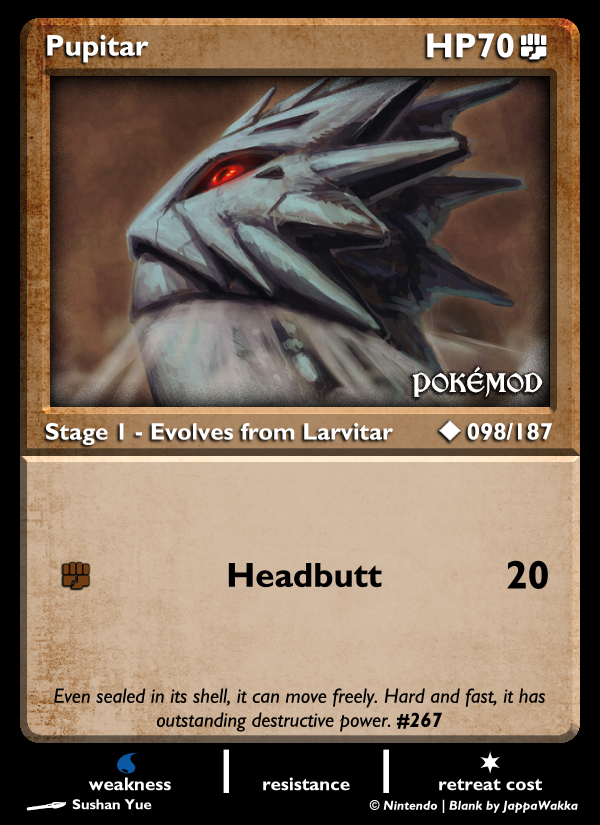 Pupitar HP70
POKÉMOD
Stage 1 - Evolves from Larvitar 098/187
Headbutt 20
Even sealed in its shell, it can move freely. Hard and fast, it has
outstanding destructive power. #267
weakness resistance retreat cost
Sushan Yue © Nintendo | Blank by JappaWakka